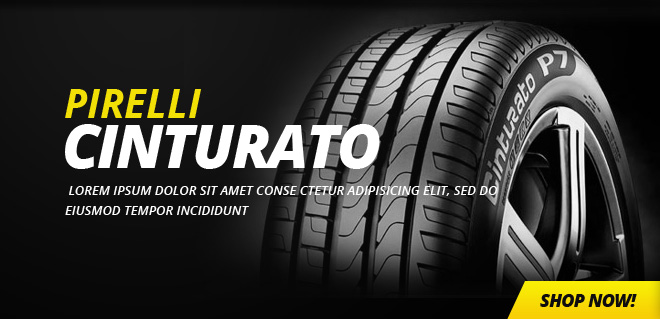 PIRELLI
CINTURATO
LOREM IPSUM DOLOR SIT AMET CONSE CTETUR ADIPISICING ELIT, SED DO
EIUSMOD TEMPOR INCIDIDUNT
Cinturato P7
SHOP NOW!